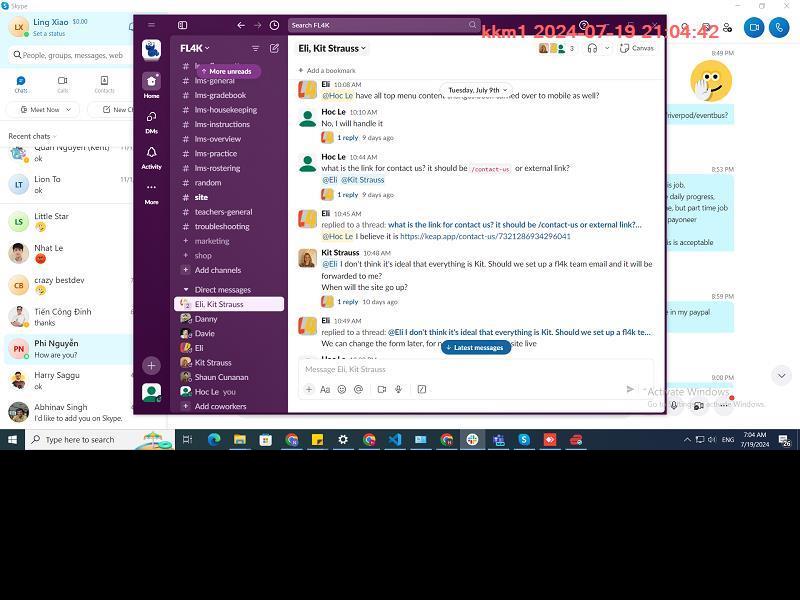 Skype
Ling Xiao $0.00
LX
Set a status
People, groups, messages, web
Chats
Calls
Contacts
Meet Now
New C
Recent chats
Quan Nguyen (Kent)
ok
LT
Lion To
11/
ok
LS
Little Star
Nhat Le
CB
crazy bestdev
Tiến Công Đinh
thanks
PN
Phi Nguyễn
How are you?
Harry Saggu
ok
Abhinav Singh
I'd like to add you on Skype.
Search FL4K
kkm1 2024-07-19 21:04:42
FL4K
More unreads
lms-general
# lms-gradebook
# lms-housekeeping
# lms-instructions
# lms-overview
# lms-practice
# lms-rostering
# random
# site
# teachers-general
# troubleshooting
+ marketing
+ shop
+ Add channels
Direct messages
Eli, Kit Strauss
Danny
Davie
Eli
Kit Strauss
Shaun Cunanan
Hoc Le you
+ Add coworkers
Home
DMs
Activity
More
Eli, Kit Strauss
3
Canvas
+ Add a bookmark
Tuesday, July 9th
Eli 10:08 AM
@Hoc Le have all top menu content over to mobile as well?
Hoc Le 10:10 AM
No, I will handle it
1 reply 9 days ago
Hoc Le 10:44 AM
what is the link for contact us? it should be /contact-us or external link?
@Eli @Kit Strauss
1 reply 9 days ago
Eli 10:45 AM
replied to a thread: what is the link for contact us? it should be /contact-us or external link?...
@Hoc Le I believe it is https://keap.app/contact-us/7321286934296041
Kit Strauss 10:48 AM
@Eli I don't think it's ideal that everything is Kit. Should we set up a fl4k team email and it will be
forwarded to me?
When will the site go up?
1 reply 10 days ago
Eli 10:49 AM
replied to a thread: @Eli I don't think it's ideal that everything is Kit. Should we set up a fl4k te...
We can change the form later, for site live
Latest messages
Message Eli, Kit Strauss
Aa
8:49 PM
riverpod/eventbus?
8:53 PM
is job.
e daily progress,
e, but part time job
payoneer
is acceptable
8:59 PM
e in my paypal
9:00 PM
Activate Windows
Type here to search
ENG
7:04 AM
7/19/2024
26